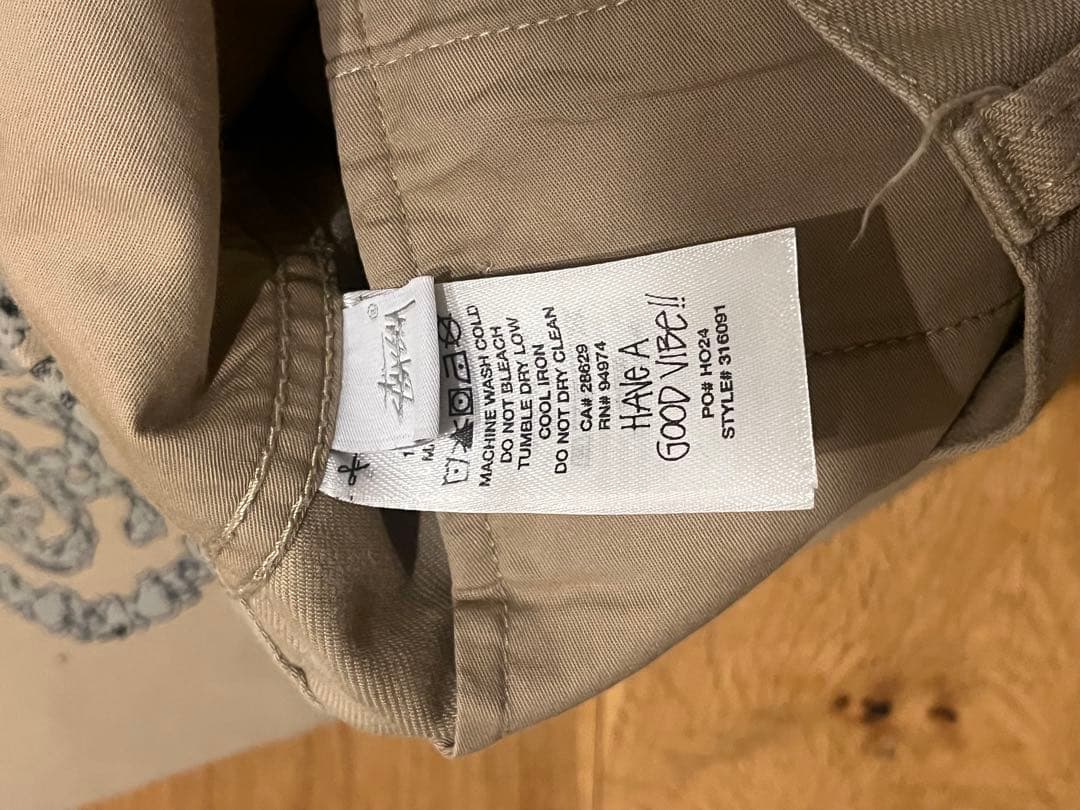 STÜSSY ®
MACHINE WASH COLD
DO NOT BLEACH
TUMBLE DRY LOW
COOL IRON
DO NOT DRY CLEAN
CA# 28629
RN# 94974
HAVE A
GOOD VIBE!!
PO# HO24
STYLE# 316091